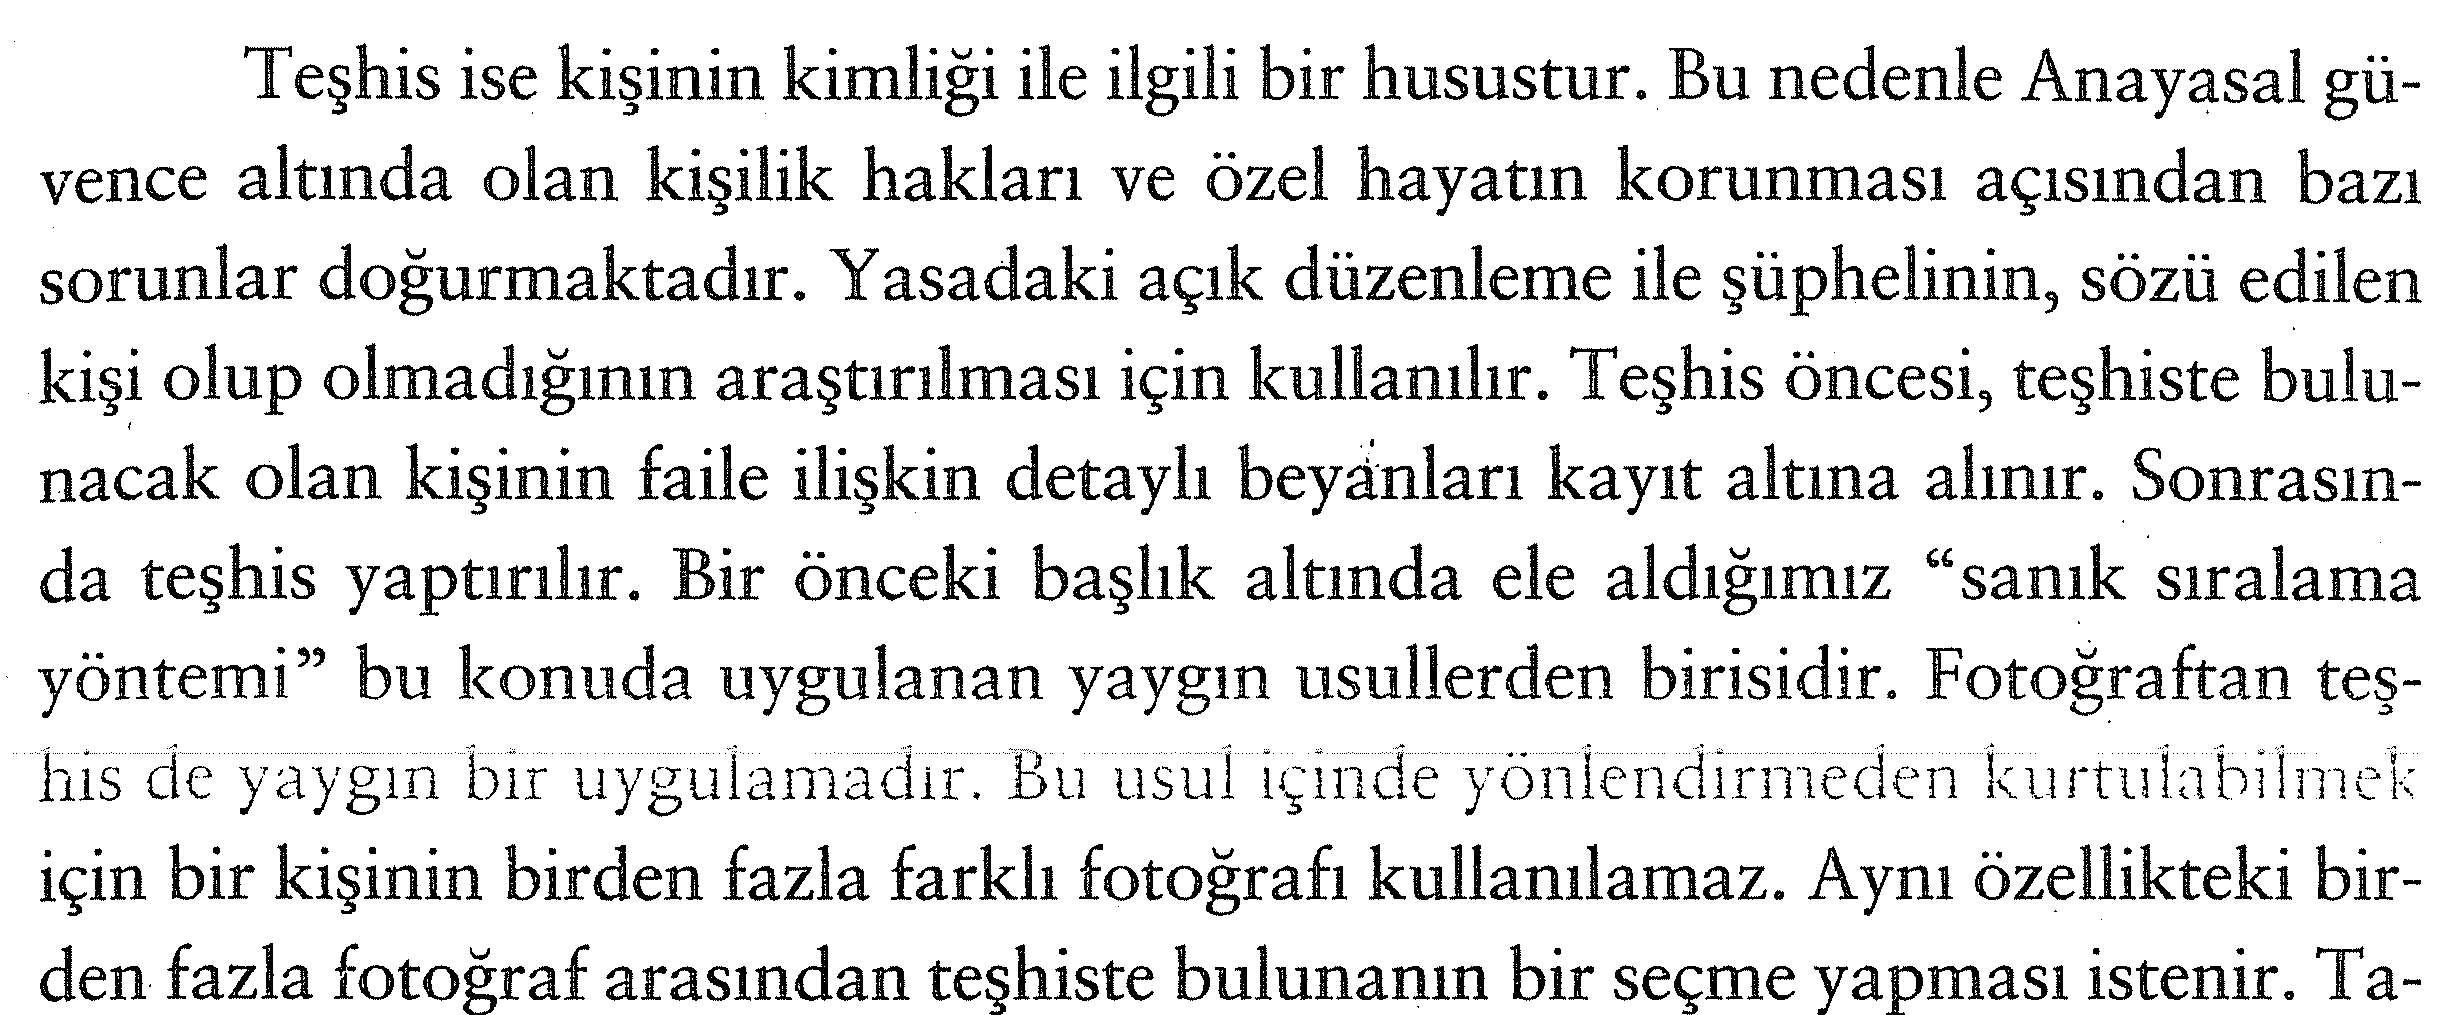 Teşhis ise kişinin kimliği ile ilgili bir husustur. Bu nedenle Anayasal gü-
vence altında olan kişilik hakları ve özel hayatın korunması açısından bazı
sorunlar doğurmaktadır. Yasadaki açık düzenleme ile şüphelinin, sözü edilen
kişi olup olmadığının araştırılması için kullanılır. Teşhis öncesi, teşhiste bulu-
nacak olan kişinin faile ilişkin detaylı beyanları kayıt altına alınır. Sonrasın-
da teşhis yaptırılır. Bir önceki başlık altında ele aldığımız “sanık sıralama
yöntemi” bu konuda uygulanan yaygın usullerden birisidir. Fotoğraftan teş-
his de yaygın bir uygulamadır. Bu usul içinde yönlendirmeden kurtulabilmek
için bir kişinin birden fazla farklı fotoğrafı kullanılamaz. Aynı özellikteki bir-
den fazla fotoğraf arasından teşhiste bulunanın bir seçme yapması istenir. Ta-